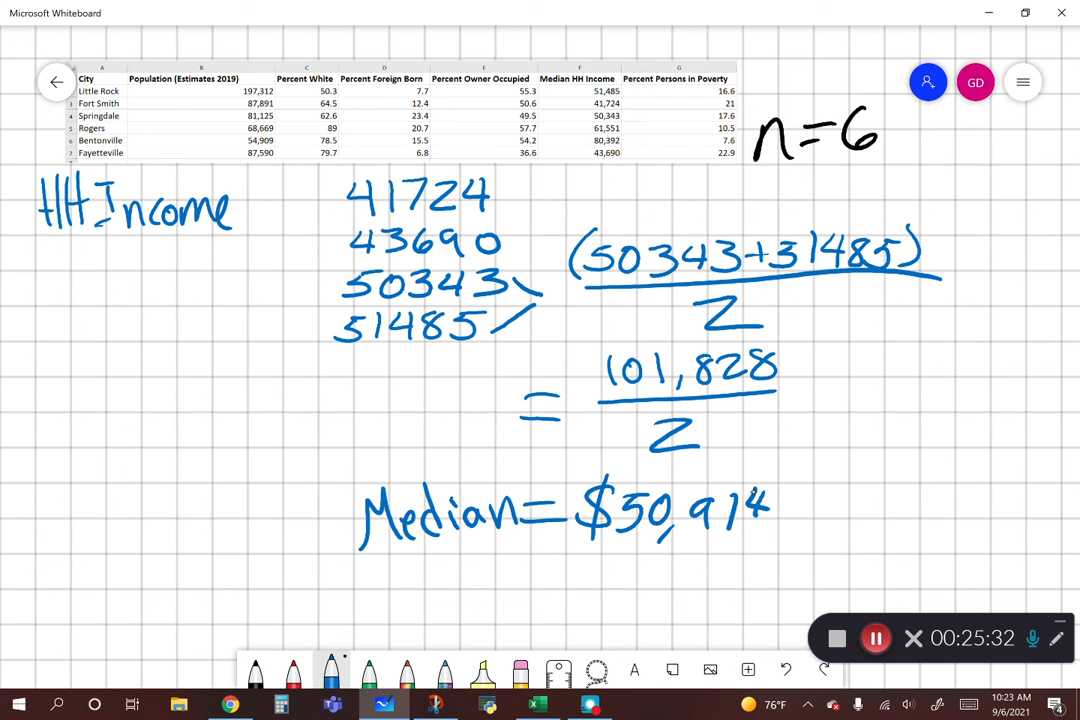 Microsoft Whiteboard
A B C D E F G
City Population (Estimates 2019) Percent White Percent Foreign Born Percent Owner Occupied Median HH Income Percent Persons in Poverty
Little Rock 197,312 50.3 7.7 55.3 51,485 16.6
3 Fort Smith 87,891 64.5 12.4 50.6 41,724 21
4 Springdale 81,125 62.6 23.4 49.5 50,343 17.6
5 Rogers 68,669 89 20.7 57.7 61,551 10.5
6 Bentonville 54,909 78.5 15.5 54.2 80,392 7.6
7 Fayetteville 87,590 79.7 6.8 36.6 43,690 22.9
GD
n=6
HH Income
41724
43690
50343
51485
(50343+51485)
2
= 101,828
2
Median = $50,914
00:25:32
A
76°F
10:23 AM
9/6/2021
4